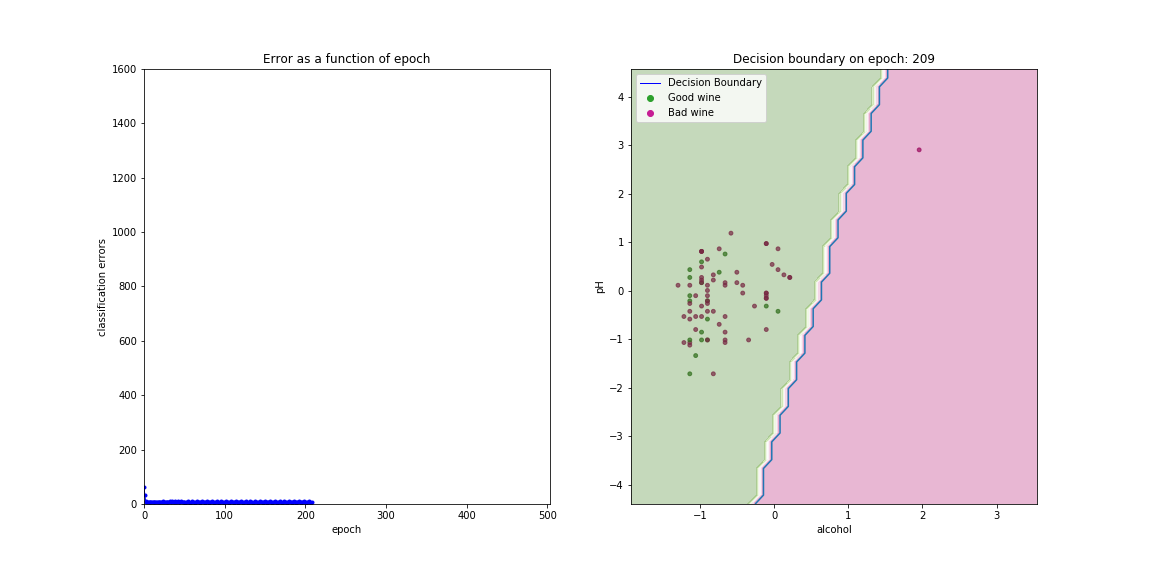 Error as a function of epoch
1600
1400
1200
1000
800
600
400
200
0
classification errors
0 100 200 300 400 500
epoch
Decision boundary on epoch: 209
Decision Boundary
Good wine
Bad wine
4
3
2
1
0
−1
−2
−3
−4
pH
−1 0 1 2 3
alcohol